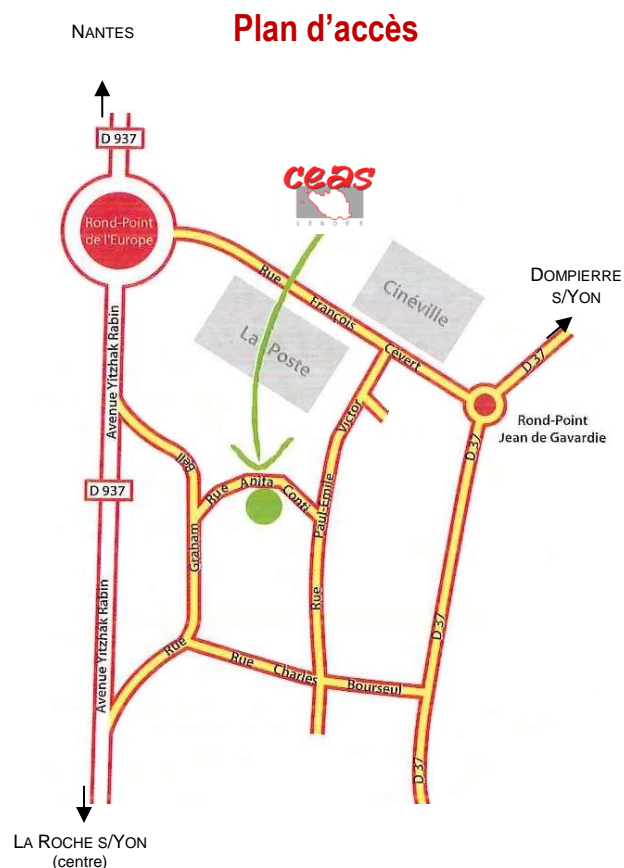 NANTES
Plan d'accès
D 937
ceas
VENDEE
Rond-Point
de l'Europe
Rue François Cévert
Cinéville
DOMPIERRE
S/YON
La Poste
D 37
Avenue Yitzhak Rabin
Rond-Point
Jean de Gavardie
D 37
Rue Paul-Emile Victor
Rue Graham Bell
Rue Anita Conti
D 937
Avenue Yitzhak Rabin
D 37
Rue Charles Bourseul
D 37
LA ROCHE S/YON
(centre)